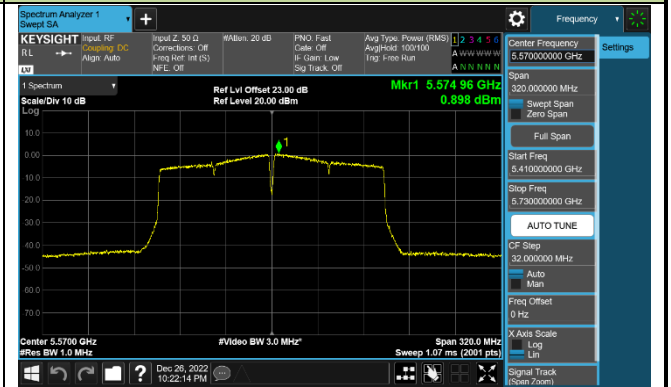 Spectrum Analyzer 1
Swept SA
Frequency
KEYSIGHT
RL
LXI
Input: RF
Coupling: DC
Align: Auto
Input Z: 50 Ω
Corrections: Off
Freq Ref: Int (S)
NFE: Off
#Atten: 20 dB
PNO: Fast
Gate: Off
IF Gain: Low
Sig Track: Off
Avg Type: Power (RMS)
Avg|Hold: 100/100
Trig: Free Run
1 2 3 4 5 6
A W W W W W
A N N N N N
1 Spectrum
Scale/Div 10 dB
Log
Ref Lvl Offset 23.00 dB
Ref Level 20.00 dBm
Mkr1 5.574 96 GHz
0.898 dBm
1
10.0
0.00
-10.0
-20.0
-30.0
-40.0
-50.0
-60.0
-70.0
Center 5.5700 GHz
#Res BW 1.0 MHz
#Video BW 3.0 MHz*
Span 320.0 MHz
Sweep 1.07 ms (2001 pts)
Center Frequency
5.570000000 GHz
Span
320.000000 MHz
Swept Span
Zero Span
Full Span
Start Freq
5.410000000 GHz
Stop Freq
5.730000000 GHz
AUTO TUNE
CF Step
32.000000 MHz
Auto
Man
Freq Offset
0 Hz
X Axis Scale
Log
Lin
Signal Track
(Span Zoom)
Settings
?
Dec 26, 2022
10:22:14 PM